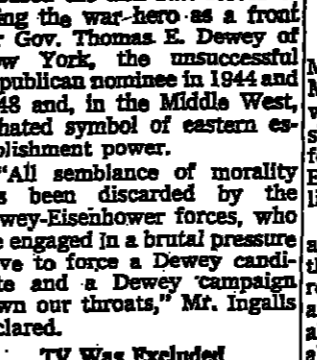 ing the war-hero as a front
r Gov. Thomas E. Dewey of
w York, the unsuccessful
publican nominee in 1944 and
48 and, in the Middle West,
hated symbol of eastern es-
blishment power.
"All semblance of morality
s been discarded by the
wey-Eisenhower forces, who
e engaged in a brutal pressure
ve to force a Dewey candi-
te and a Dewey campaign
wn our throats," Mr. Ingalls
clared.
TV Was Excluded